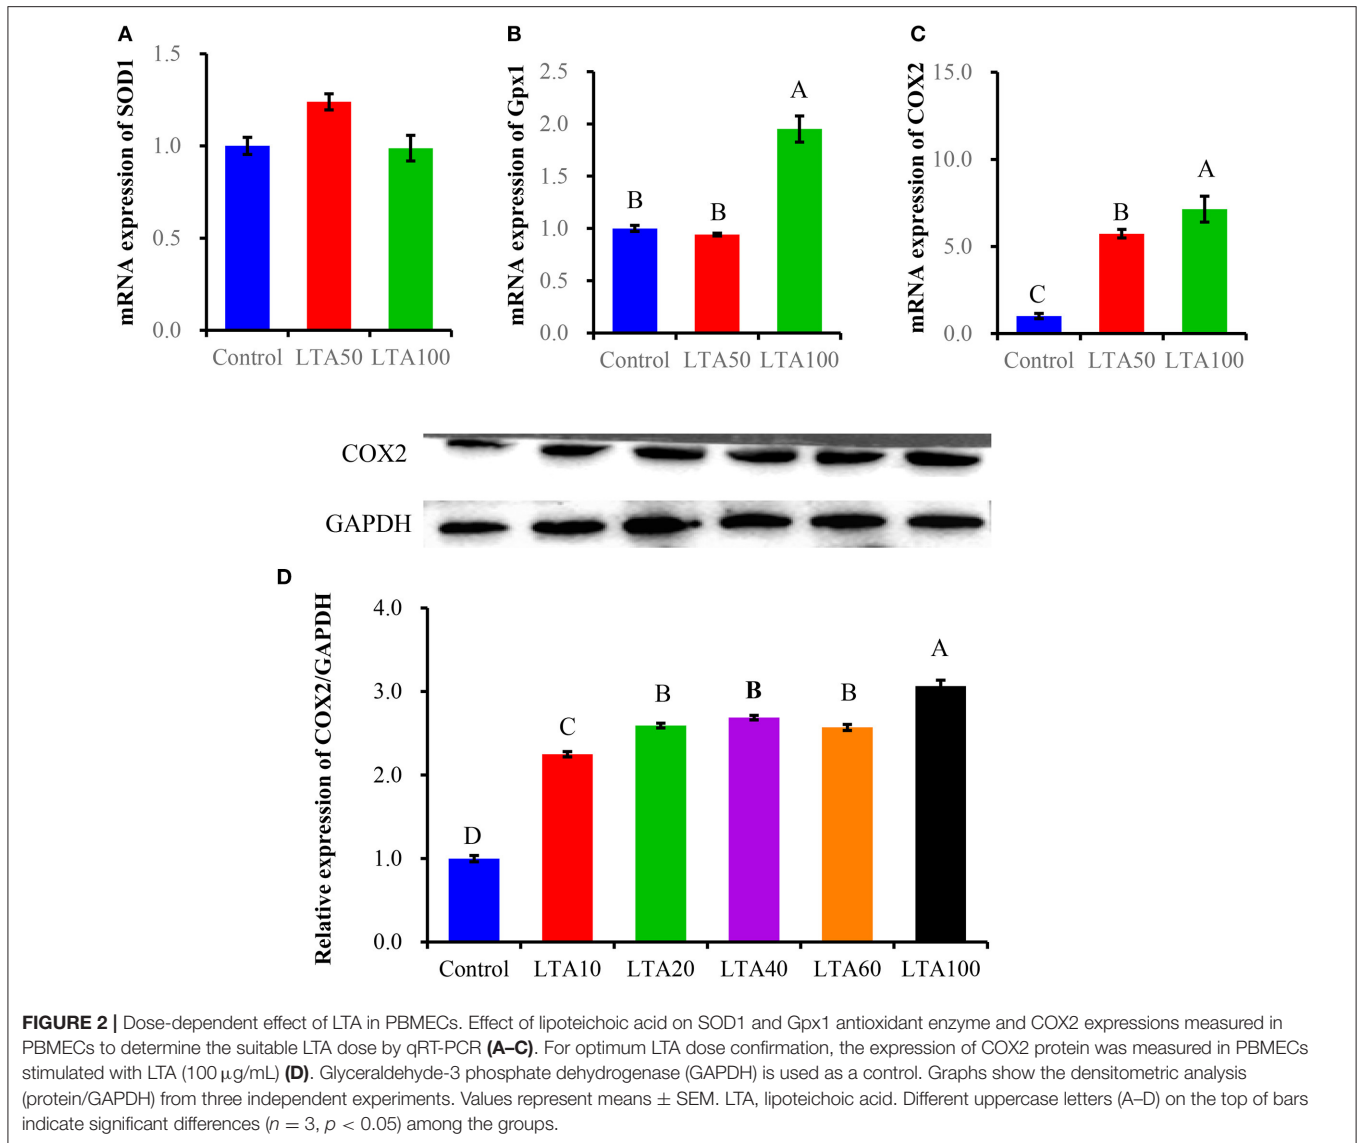 A
mRNA expression of SOD1
1.5
1.0
0.5
0.0
Control LTA50 LTA100
B
mRNA expression of Gpx1
2.5
2.0
1.5
1.0
0.5
0.0
B
B
A
Control LTA50 LTA100
C
mRNA expression of COX2
15.0
10.0
5.0
0.0
C
B
A
Control LTA50 LTA100
COX2
GAPDH
D
Relative expression of COX2/GAPDH
4.0
3.0
2.0
1.0
0.0
D
C
B
B
B
A
Control LTA10 LTA20 LTA40 LTA60 LTA100
FIGURE 2 | Dose-dependent effect of LTA in PBMECs. Effect of lipoteichoic acid on SOD1 and Gpx1 antioxidant enzyme and COX2 expressions measured in
PBMECs to determine the suitable LTA dose by qRT-PCR (A–C). For optimum LTA dose confirmation, the expression of COX2 protein was measured in PBMECs
stimulated with LTA (100 μg/mL) (D). Glyceraldehyde-3 phosphate dehydrogenase (GAPDH) is used as a control. Graphs show the densitometric analysis
(protein/GAPDH) from three independent experiments. Values represent means ± SEM. LTA, lipoteichoic acid. Different uppercase letters (A–D) on the top of bars
indicate significant differences (n = 3, p < 0.05) among the groups.